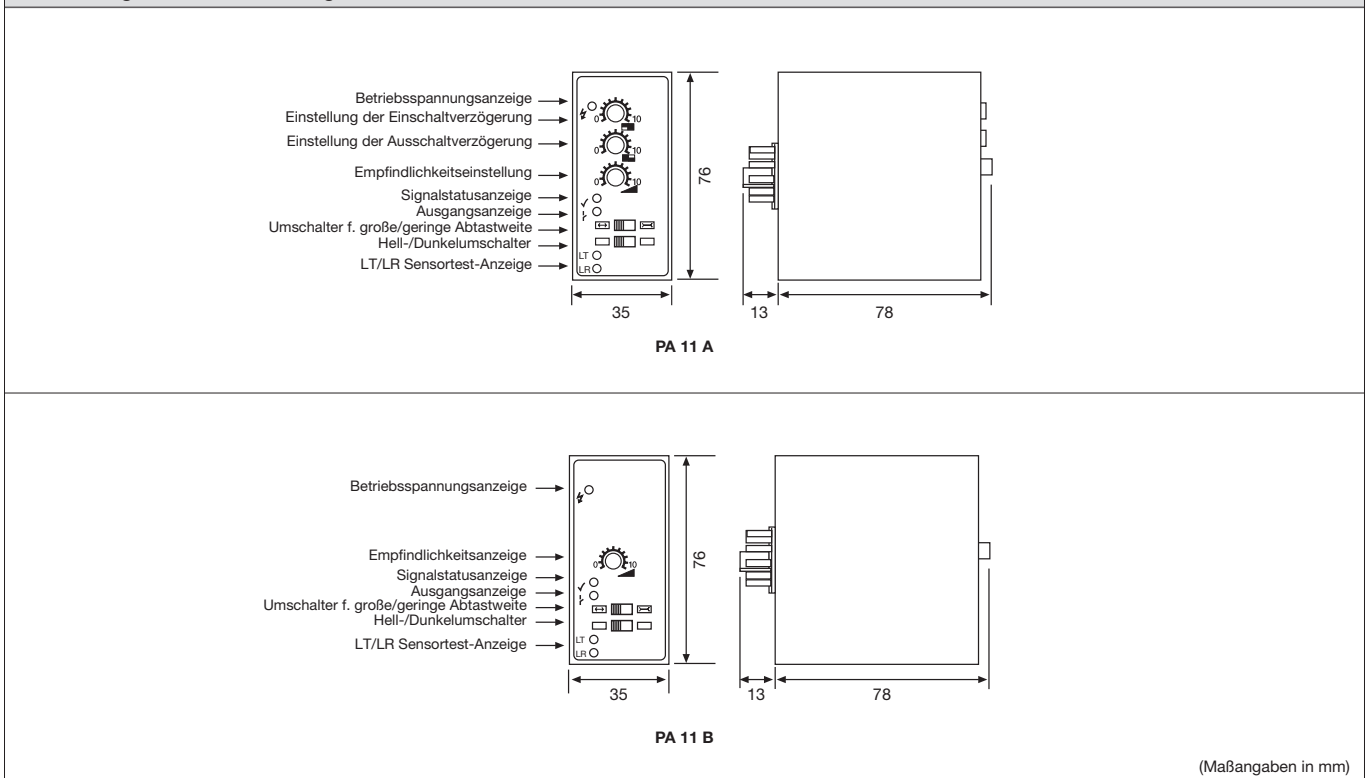 Betriebsspannungsanzeige
Einstellung der Einschaltverzögerung
Einstellung der Ausschaltverzögerung
Empfindlichkeitseinstellung
Signalstatusanzeige
Ausgangsanzeige
Umschalter f. große/geringe Abtastweite
Hell-/Dunkelumschalter
LT/LR Sensortest-Anzeige
0 10
0 10
0 10
LT
LR
76
35
13
78
PA 11 A
Betriebsspannungsanzeige
Empfindlichkeitsanzeige
Signalstatusanzeige
Ausgangsanzeige
Umschalter f. große/geringe Abtastweite
Hell-/Dunkelumschalter
LT/LR Sensortest-Anzeige
0 10
LT
LR
76
35
13
78
PA 11 B
(Maßangaben in mm)